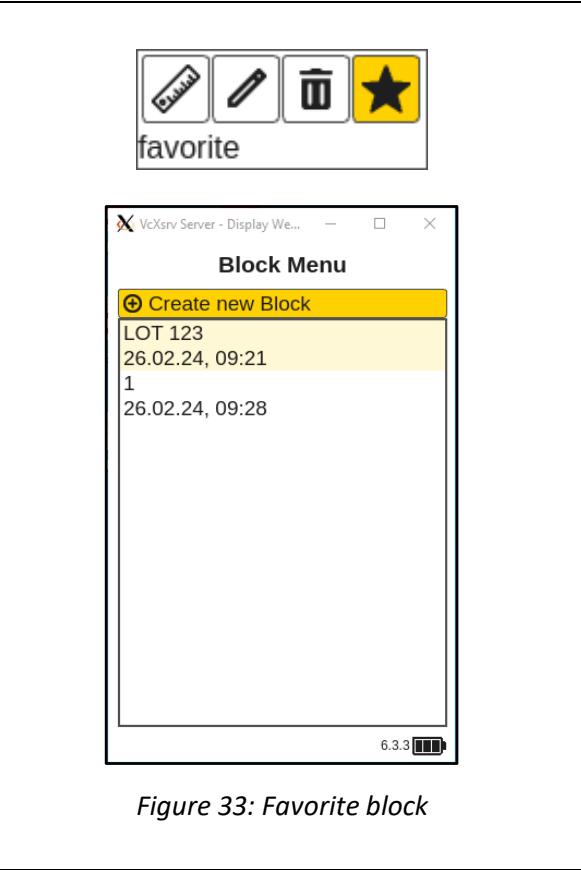 favorite
VcXsrv Server - Display We...
Block Menu
Create new Block
LOT 123
26.02.24, 09:21
1
26.02.24, 09:28
6.3.3
Figure 33: Favorite block